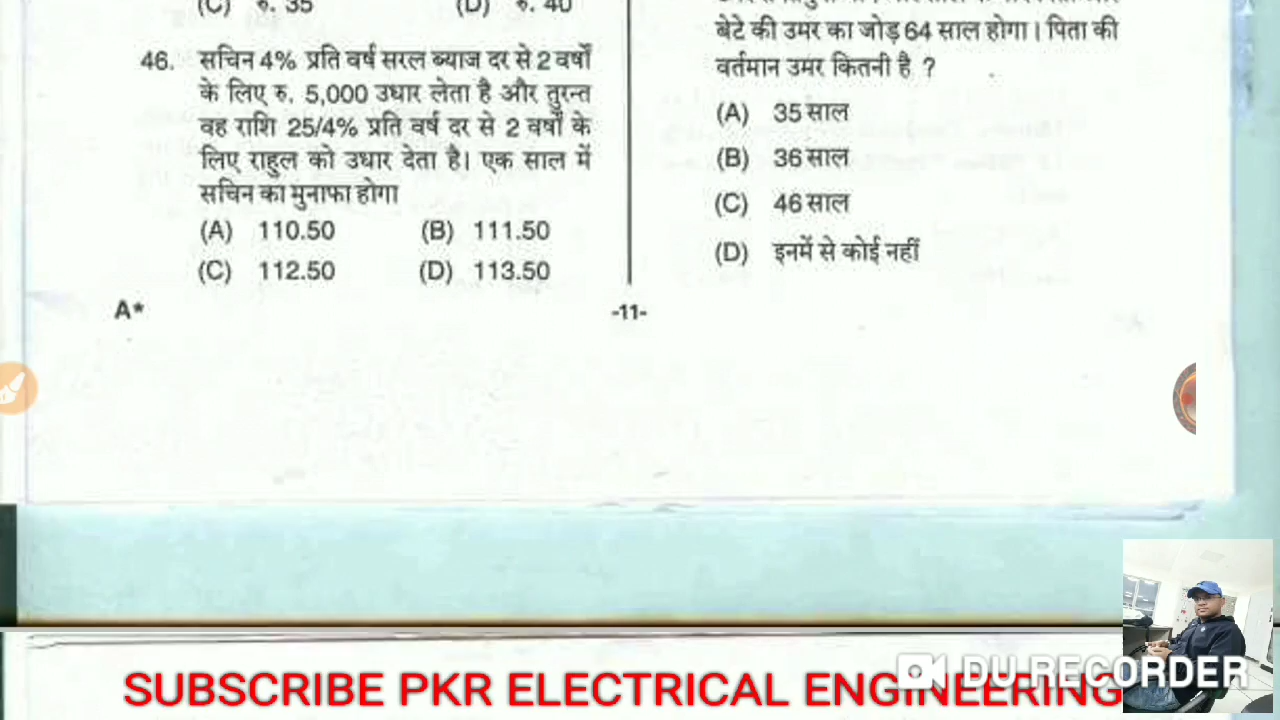 (C) रु. 35 (D) रु. 40
46. सचिन 4% प्रति वर्ष सरल ब्याज दर से 2 वर्षों
के लिए रु. 5,000 उधार लेता है और तुरन्त
वह राशि 25/4% प्रति वर्ष दर से 2 वर्षों के
लिए राहुल को उधार देता है। एक साल में
सचिन का मुनाफा होगा
(A) 110.50 (B) 111.50
(C) 112.50 (D) 113.50
A*
बेटे की उमर का जोड़ 64 साल होगा। पिता की
वर्तमान उमर कितनी है ?
(A) 35 साल
(B) 36 साल
(C) 46 साल
(D) इनमें से कोई नहीं
-11-
SUBSCRIBE PKR ELECTRICAL ENGINEERING
DU RECORDER